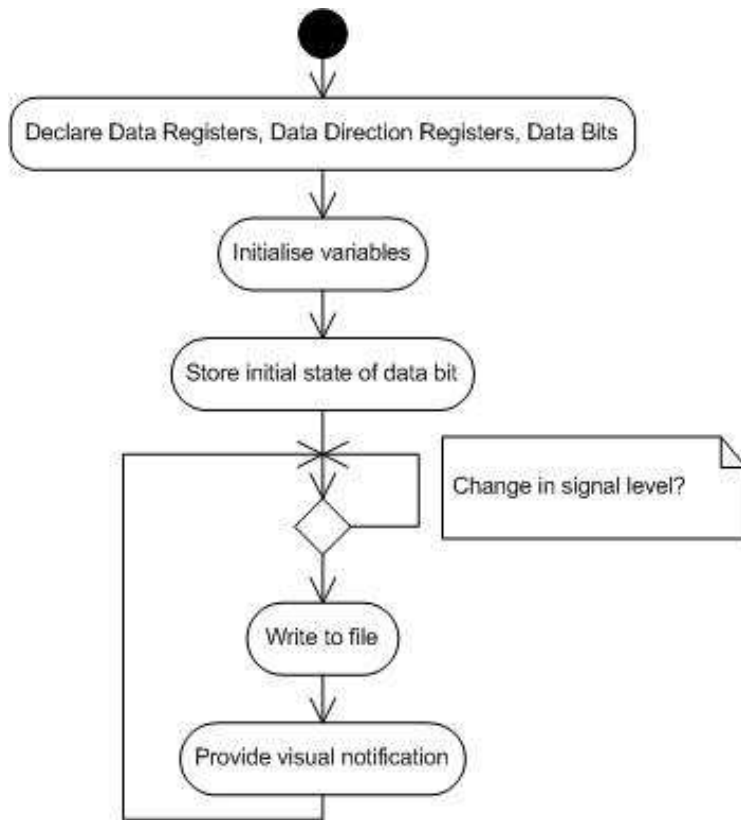 Declare Data Registers, Data Direction Registers, Data Bits
Initialise variables
Store initial state of data bit
Change in signal level?
Write to file
Provide visual notification